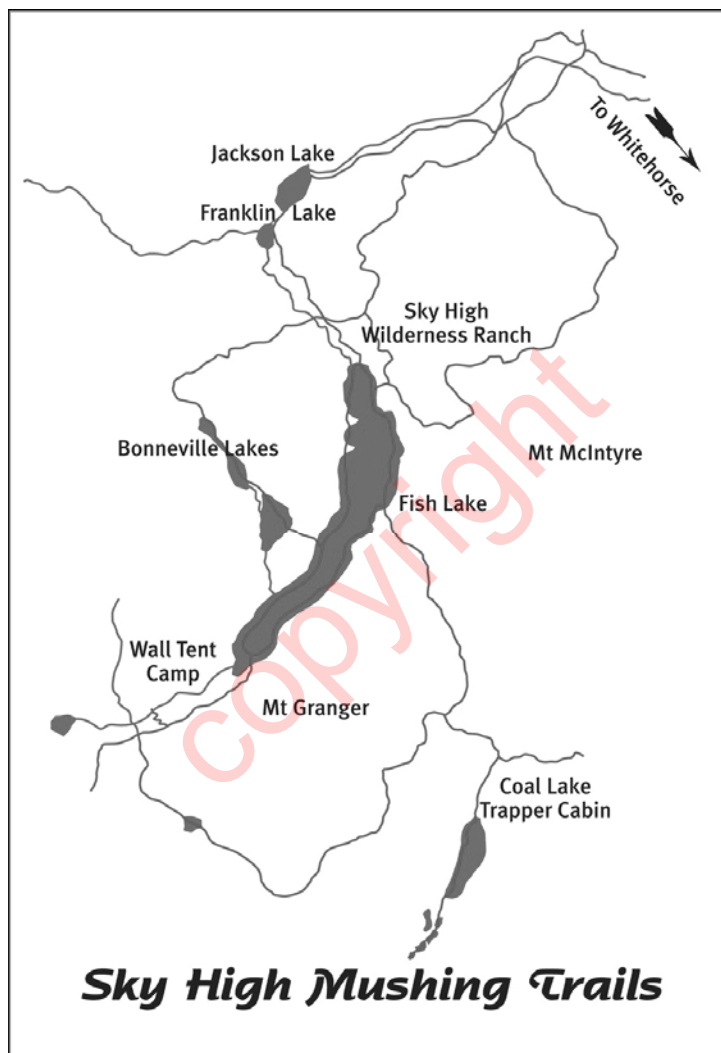 To Whitehorse
Jackson Lake
Franklin Lake
Sky High
Wilderness Ranch
Bonneville Lakes
Mt McIntyre
Fish Lake
Wall Tent
Camp
Mt Granger
Coal Lake
Trapper Cabin
copyright
Sky High Mushing Trails